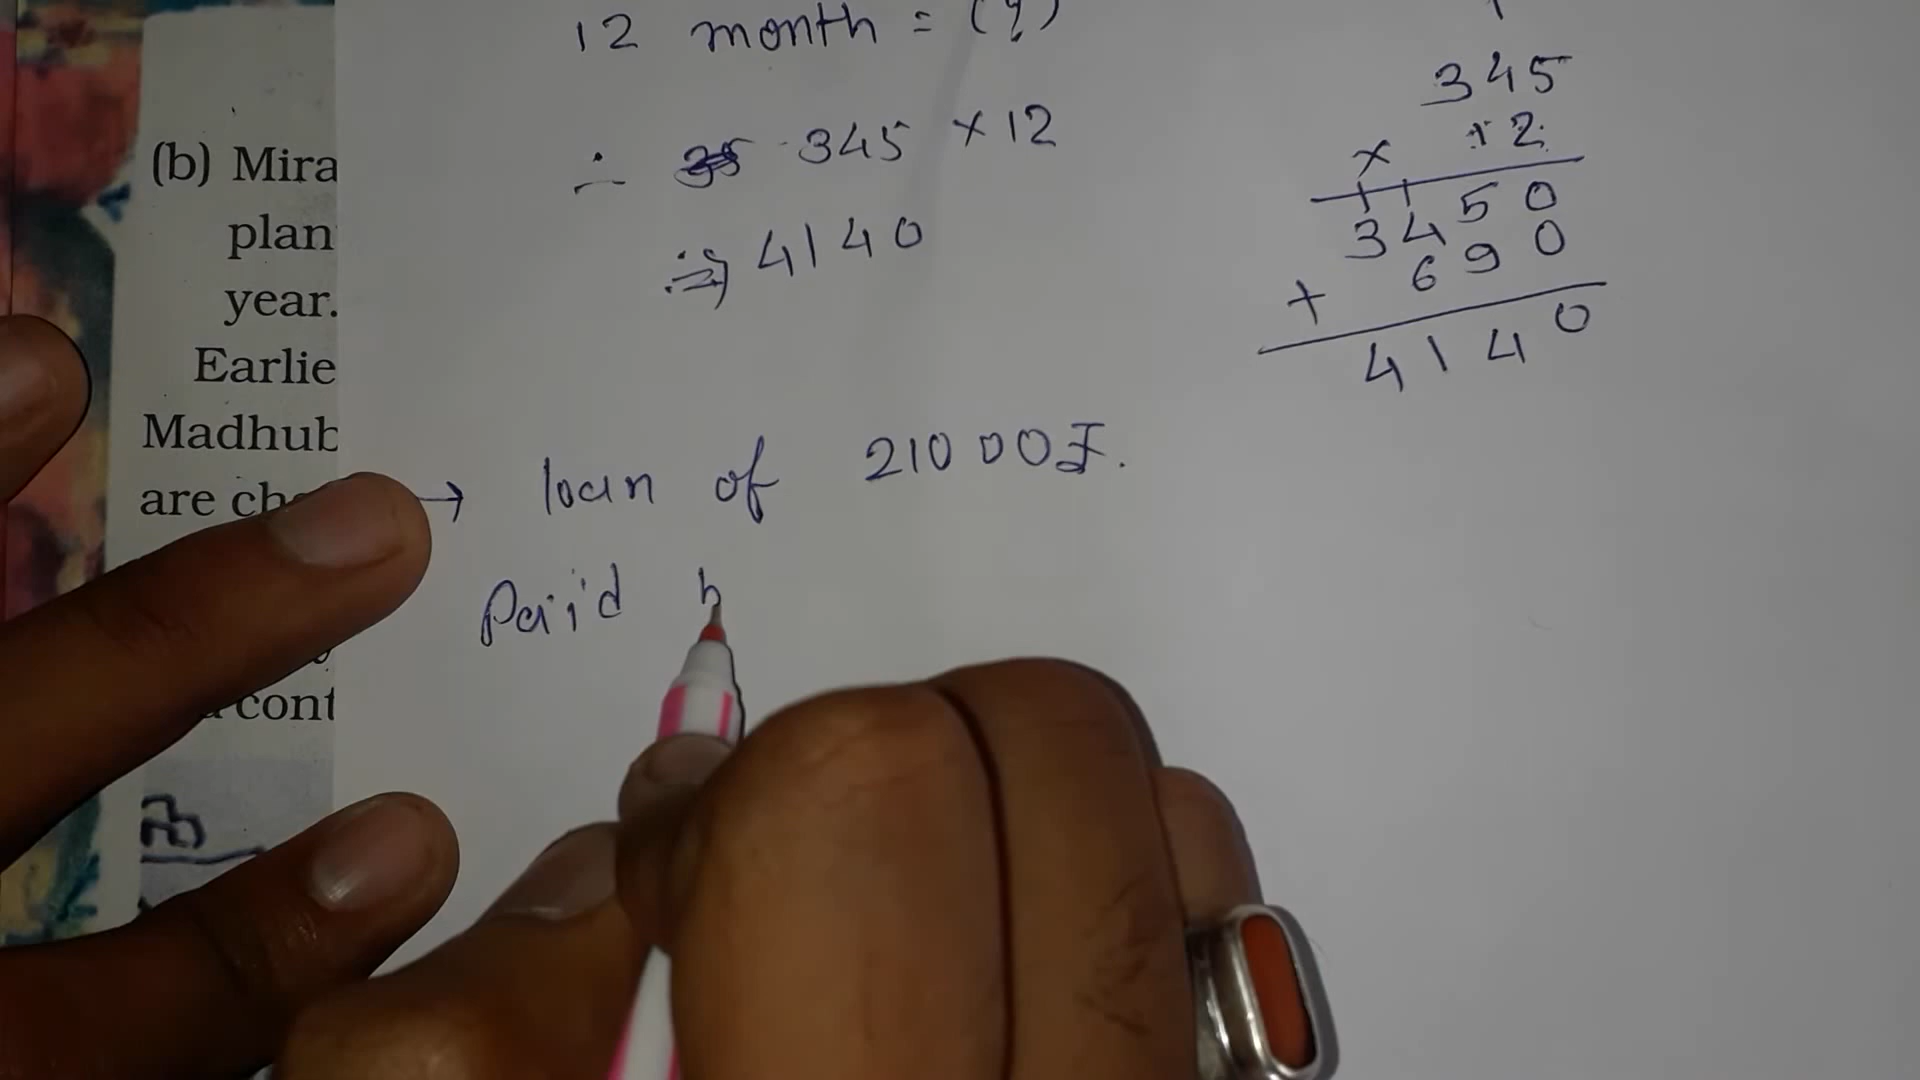 12 month = (?)
∴ 345 × 12
⇒ 4140
345
× 12
3450
+ 690
4140
(b) Mira
plan
year.
Earlie
Madhub
are ch
cont
→ loan of 21000₹.
Paid